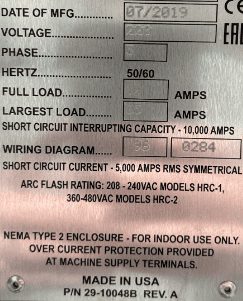 DATE OF MFG. 07/2019
VOLTAGE
PHASE
HERTZ 50/60
FULL LOAD AMPS
LARGEST LOAD AMPS
SHORT CIRCUIT INTERRUPTING CAPACITY - 10,000 AMPS
WIRING DIAGRAM 0284
SHORT CIRCUIT CURRENT - 5,000 AMPS RMS SYMMETRICAL
ARC FLASH RATING: 208 - 240VAC MODELS HRC-1,
360-480VAC MODELS HRC-2
NEMA TYPE 2 ENCLOSURE - FOR INDOOR USE ONLY.
OVER CURRENT PROTECTION PROVIDED
AT MACHINE SUPPLY TERMINALS.
MADE IN USA
P/N 29-10048B REV. A